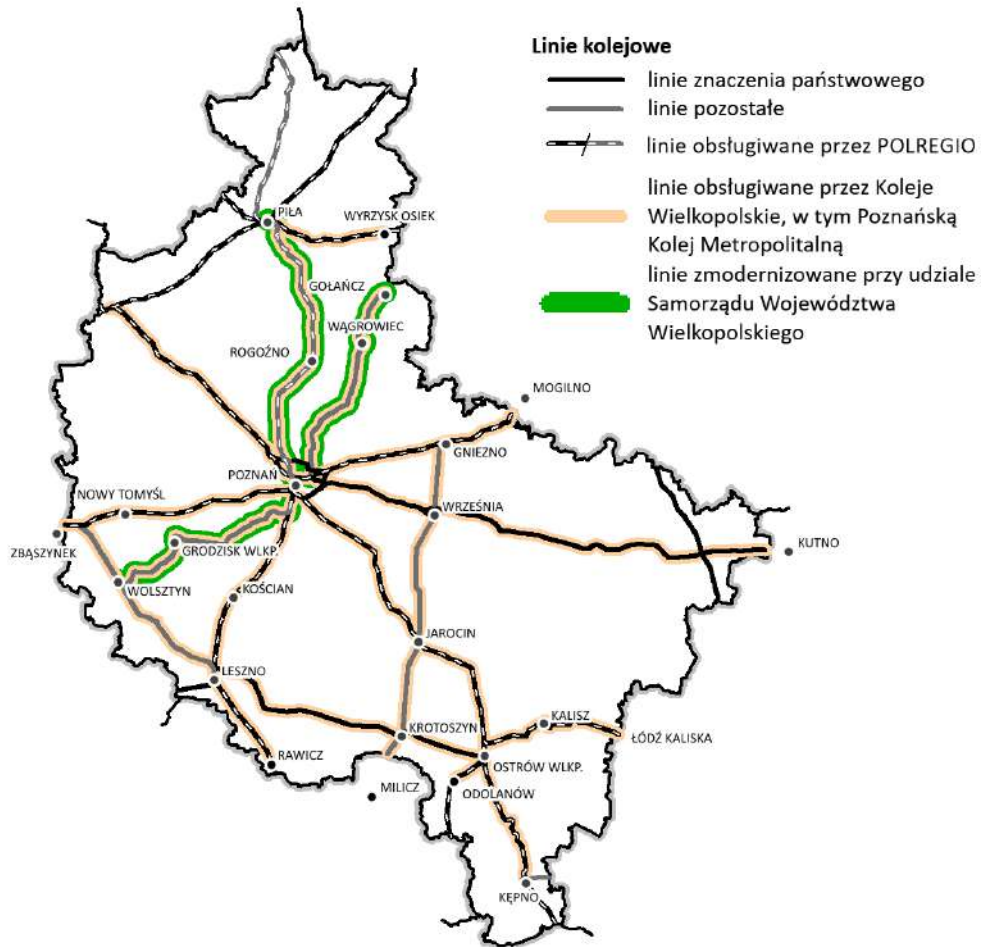 Linie kolejowe
linie znaczenia państwowego
linie pozostałe
linie obsługiwane przez POLREGIO
linie obsługiwane przez Koleje
Wielkopolskie, w tym Poznańską
Kolej Metropolitalną
linie zmodernizowane przy udziale
Samorządu Województwa
Wielkopolskiego
PIŁA
WYRZYSK OSIEK
GOŁAŃCZ
WĄGROWIEC
ROGOŹNO
MOGILNO
GNIEZNO
POZNAŃ
NOWY TOMYŚL
WRZEŚNIA
ZBĄSZYNEK
GRODZISK WLKP.
KUTNO
WOLSZTYN
KOŚCIAN
JAROCIN
LESZNO
KALISZ
KROTOSZYN
ŁÓDŹ KALISKA
RAWICZ
OSTRÓW WLKP.
MILICZ
ODOLANÓW
KĘPNO